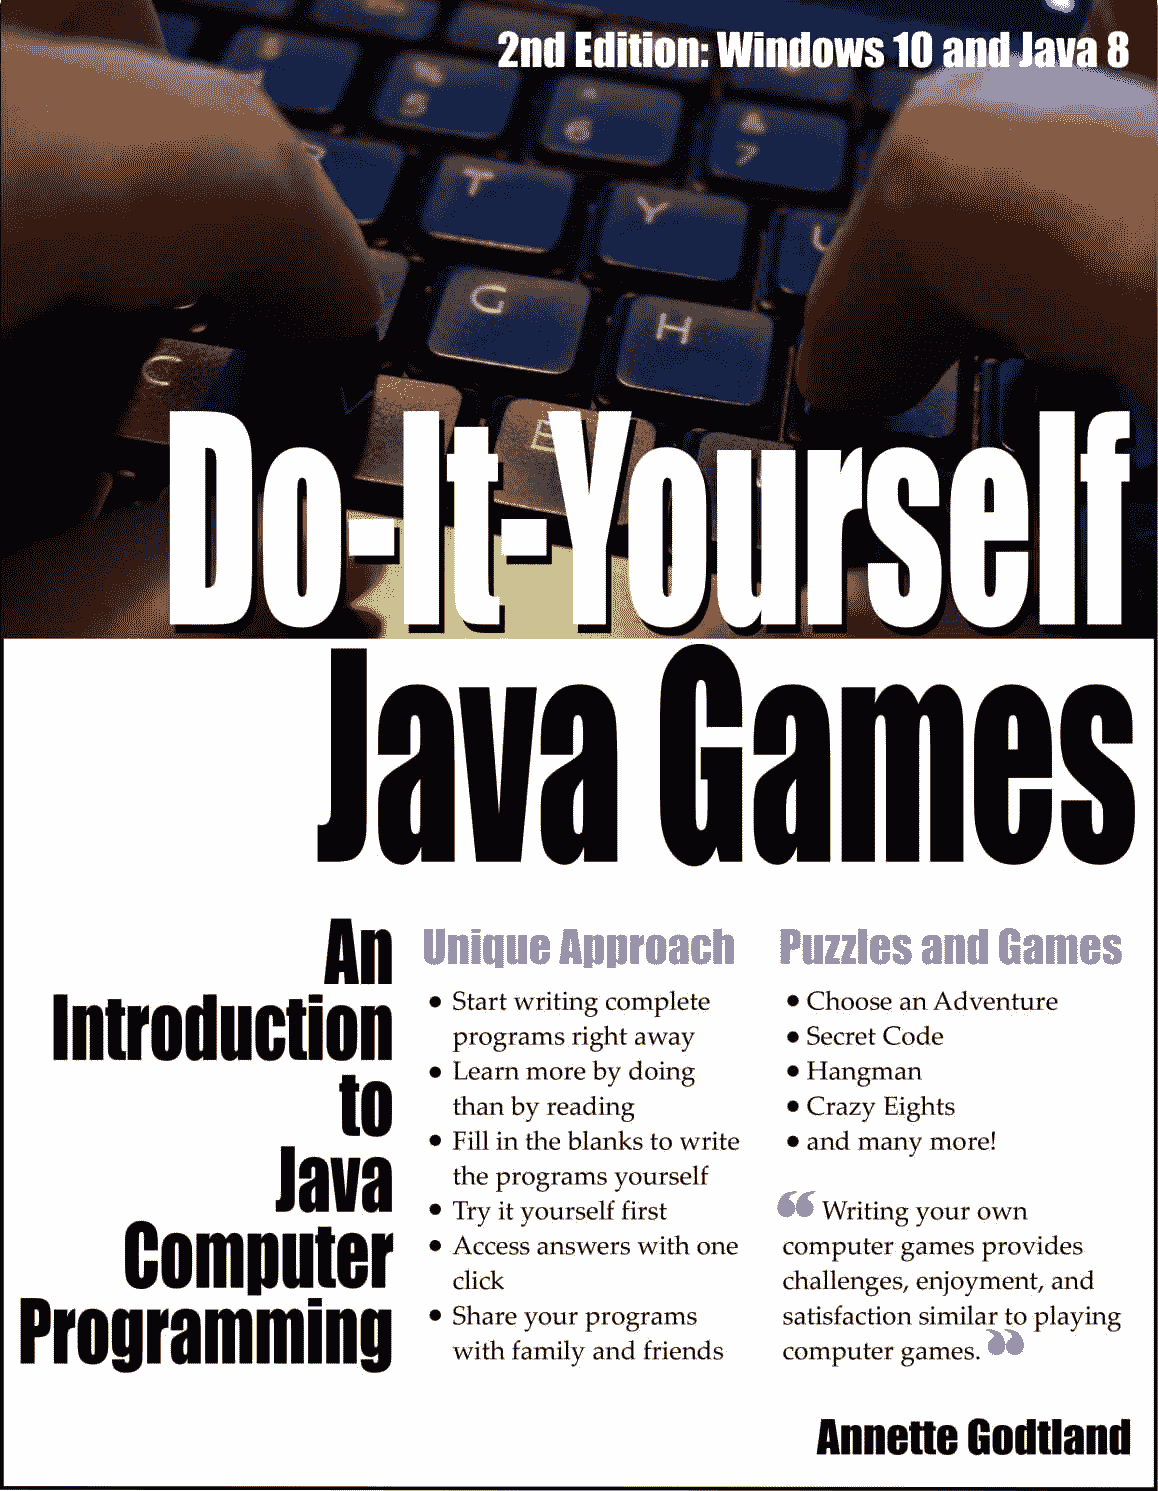 2nd Edition: Windows 10 and Java 8
5
6
7
T
Y
U
G
H
C
Do-It-Yourself
Java Games
An
Introduction
to
Java
Computer
Programming
Unique Approach
• Start writing complete
programs right away
• Learn more by doing
than by reading
• Fill in the blanks to write
the programs yourself
• Try it yourself first
• Access answers with one
click
• Share your programs
with family and friends
Puzzles and Games
• Choose an Adventure
• Secret Code
• Hangman
• Crazy Eights
• and many more!
“ Writing your own
computer games provides
challenges, enjoyment, and
satisfaction similar to playing
computer games. ”
Annette Godtland